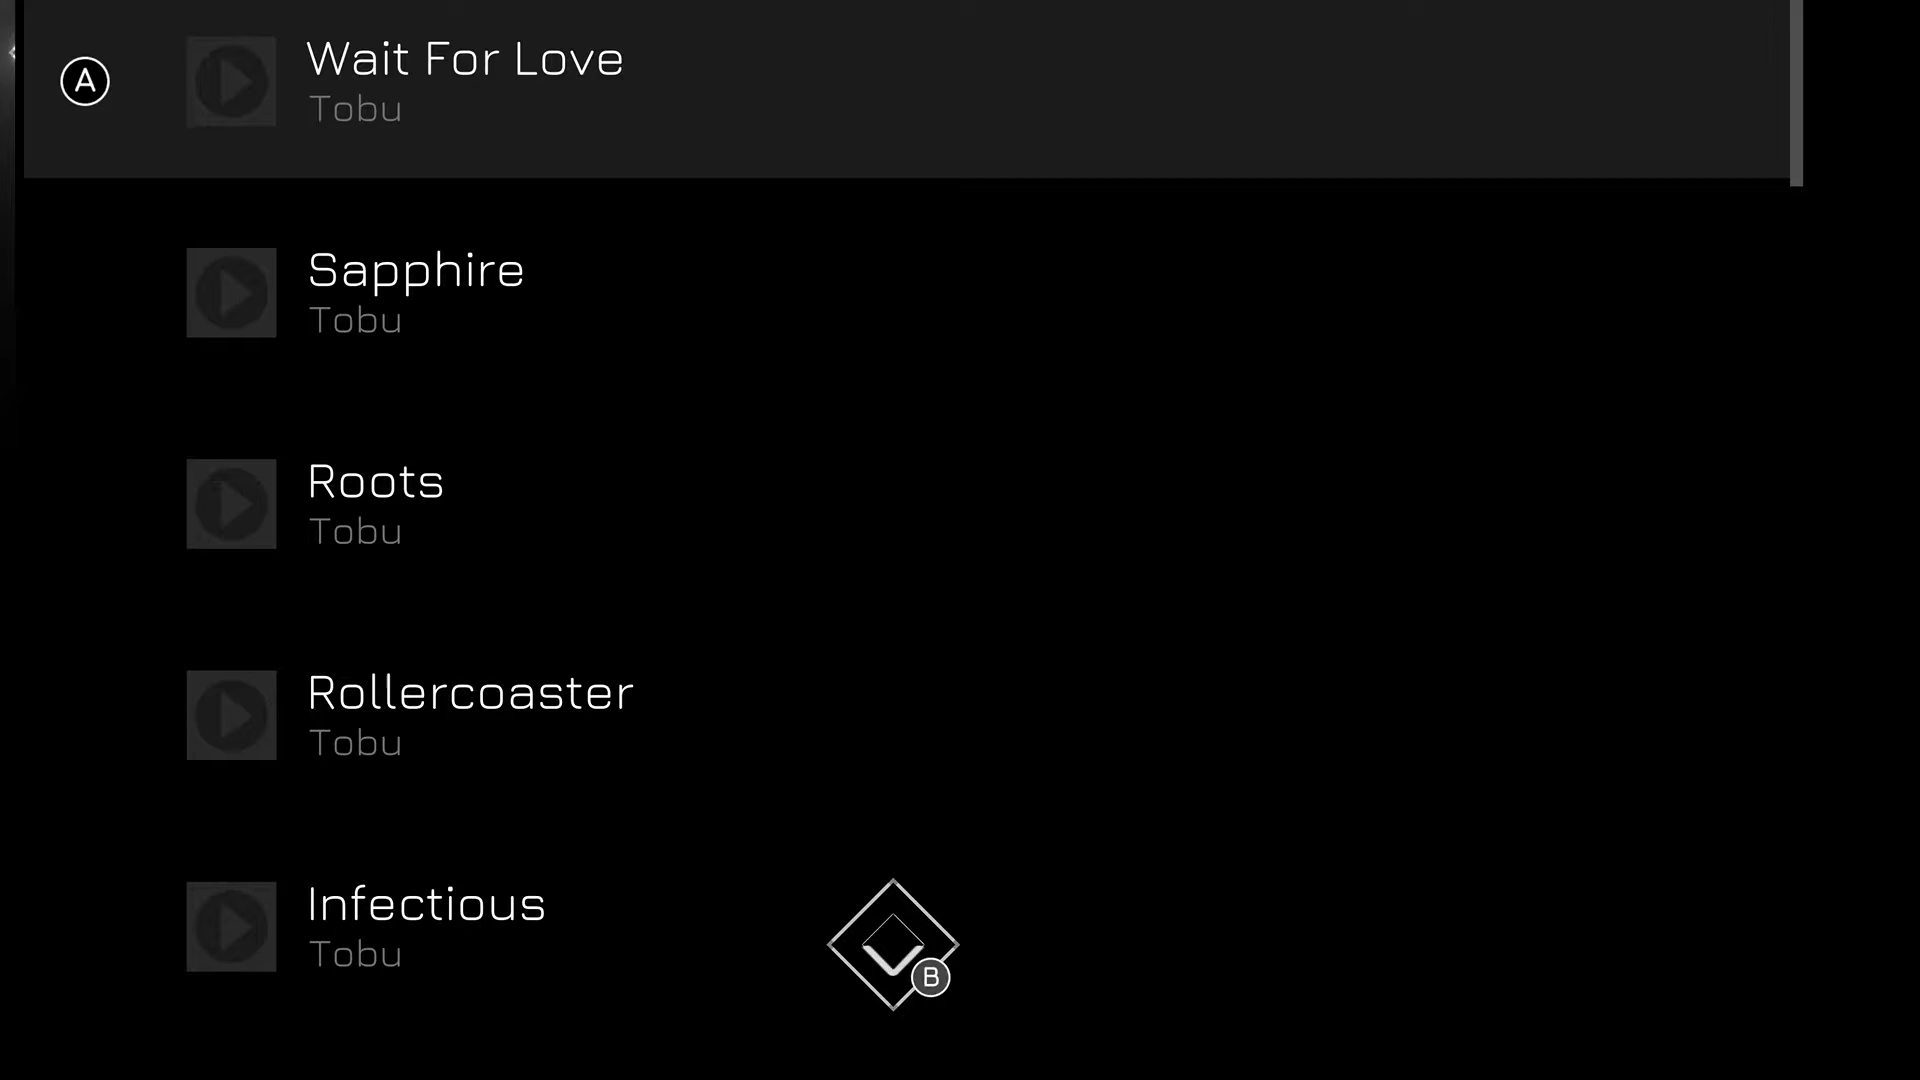 A
Wait For Love
Tobu
Sapphire
Tobu
Roots
Tobu
Rollercoaster
Tobu
Infectious
Tobu
B